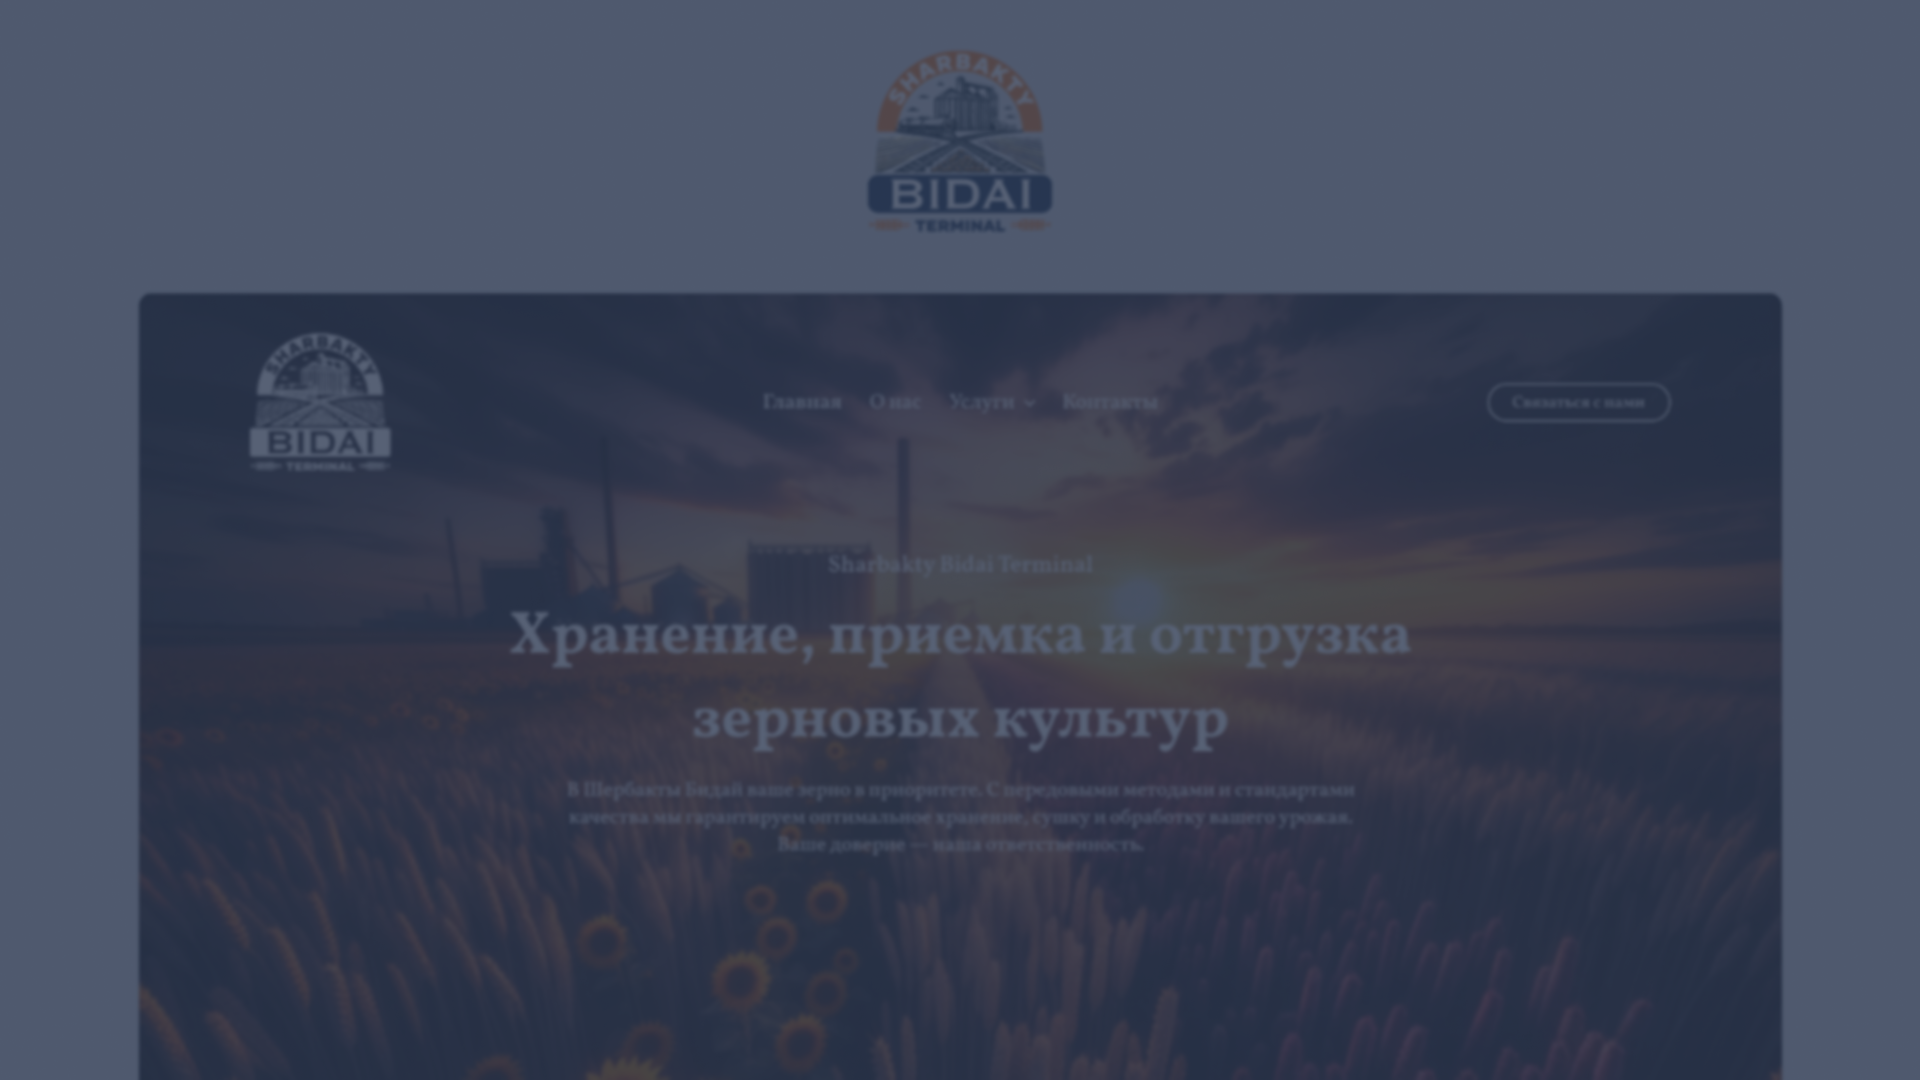 SHARBAKTY
BIDAI
TERMINAL
SHARBAKTY
BIDAI
TERMINAL
Главная О нас Услуги Контакты
Связаться с нами
Sharbakty Bidai Terminal
Хранение, приемка и отгрузка
зерновых культур
В Шербакты Бидай ваше зерно в приоритете. С передовыми методами и стандартами
качества мы гарантируем оптимальное хранение, сушку и обработку вашего урожая.
Ваше доверие — наша ответственность.